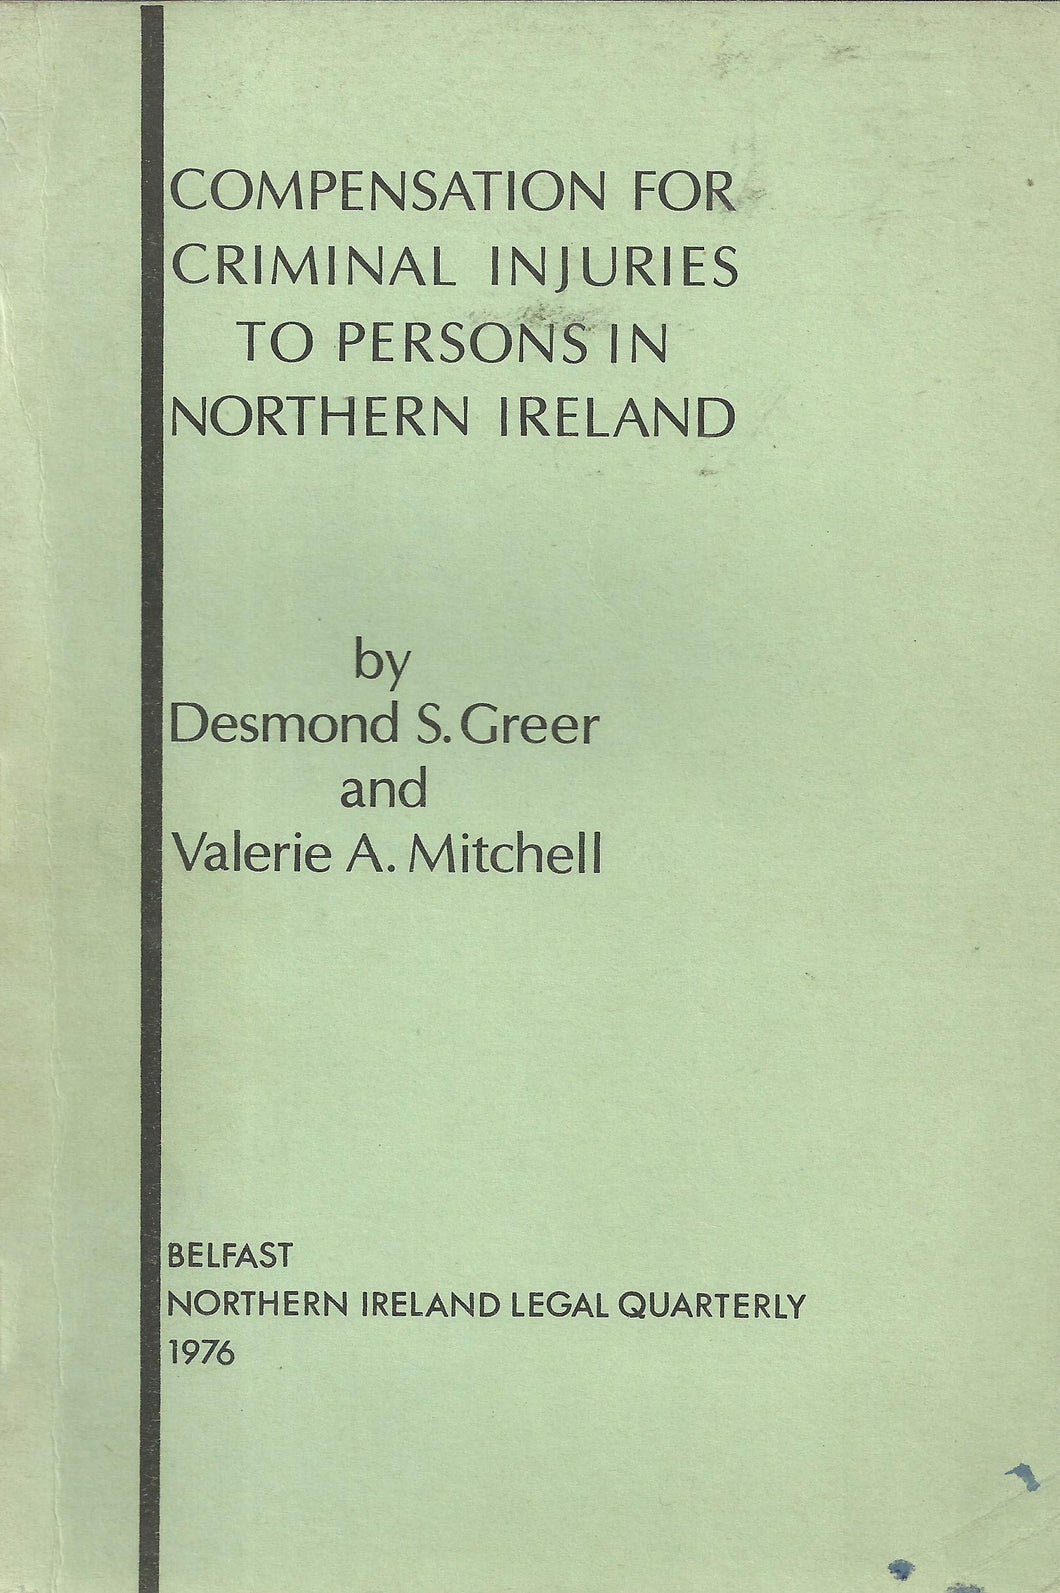 COMPENSATION FOR
CRIMINAL INJURIES
TO PERSONS IN
NORTHERN IRELAND
by
Desmond S. Greer
and
Valerie A. Mitchell
BELFAST
NORTHERN IRELAND LEGAL QUARTERLY
1976